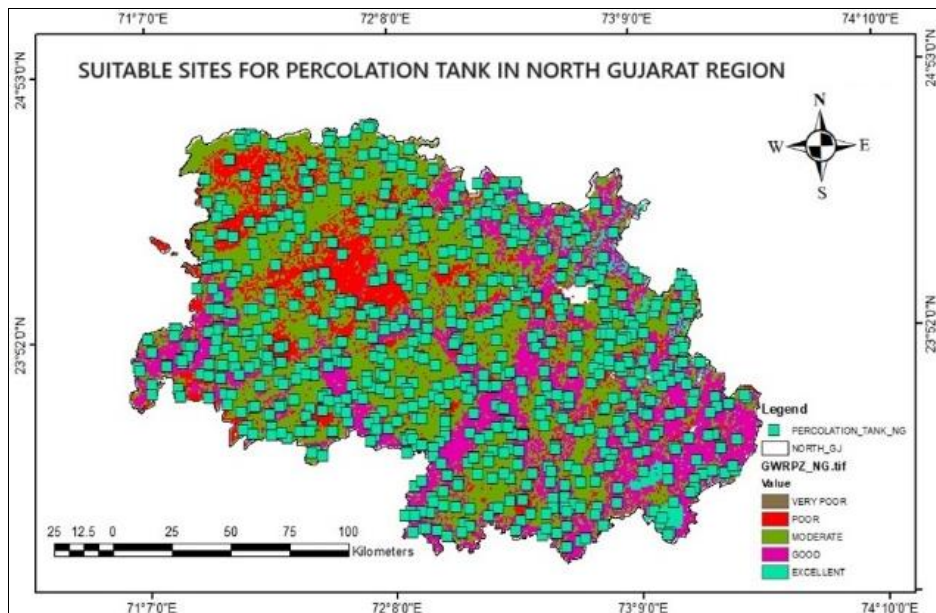 71°7'0"E 72°8'0"E 73°9'0"E 74°10'0"E
SUITABLE SITES FOR PERCOLATION TANK IN NORTH GUJARAT REGION
24°53'0"N 24°53'0"N
N
W E
S
23°52'0"N 23°52'0"N
Legend
PERCOLATION_TANK_NG
NORTH_GJ
GWRPZ_NG.tif
Value
VERY POOR
POOR
MODERATE
GOOD
EXCELLENT
25 12.5 0 25 50 75 100
Kilometers
71°7'0"E 72°8'0"E 73°9'0"E 74°10'0"E